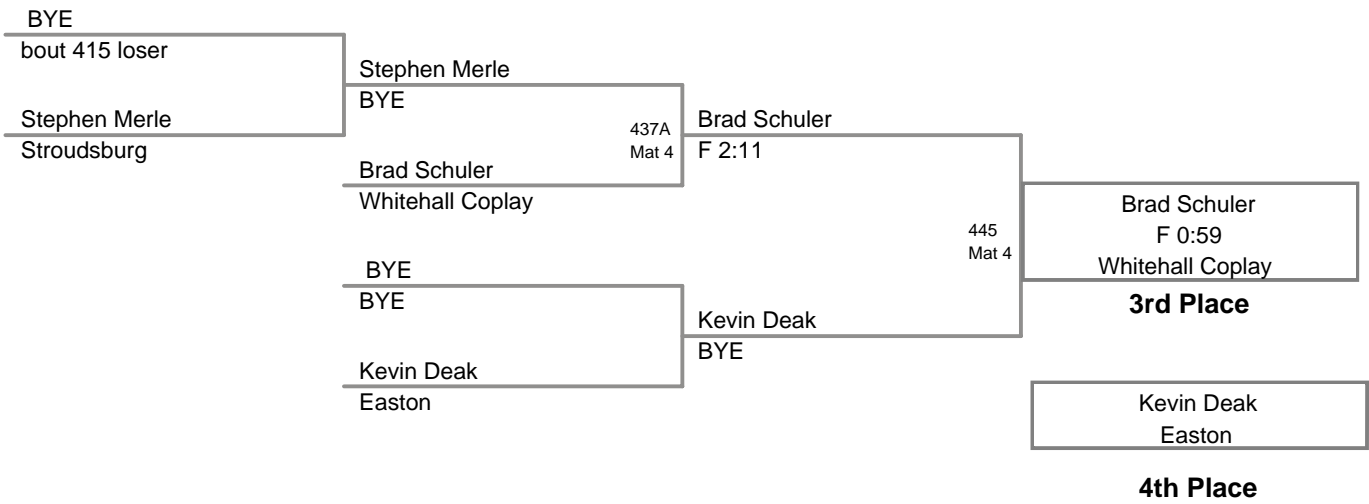 BYE
bout 415 loser
Stephen Merle
Stroudsburg
Stephen Merle
BYE
437A
Mat 4
Brad Schuler
Whitehall Coplay
BYE
BYE
Kevin Deak
Easton
Brad Schuler
F 2:11
445
Mat 4
Kevin Deak
BYE
Brad Schuler
F 0:59
Whitehall Coplay
3rd Place
Kevin Deak
Easton
4th Place